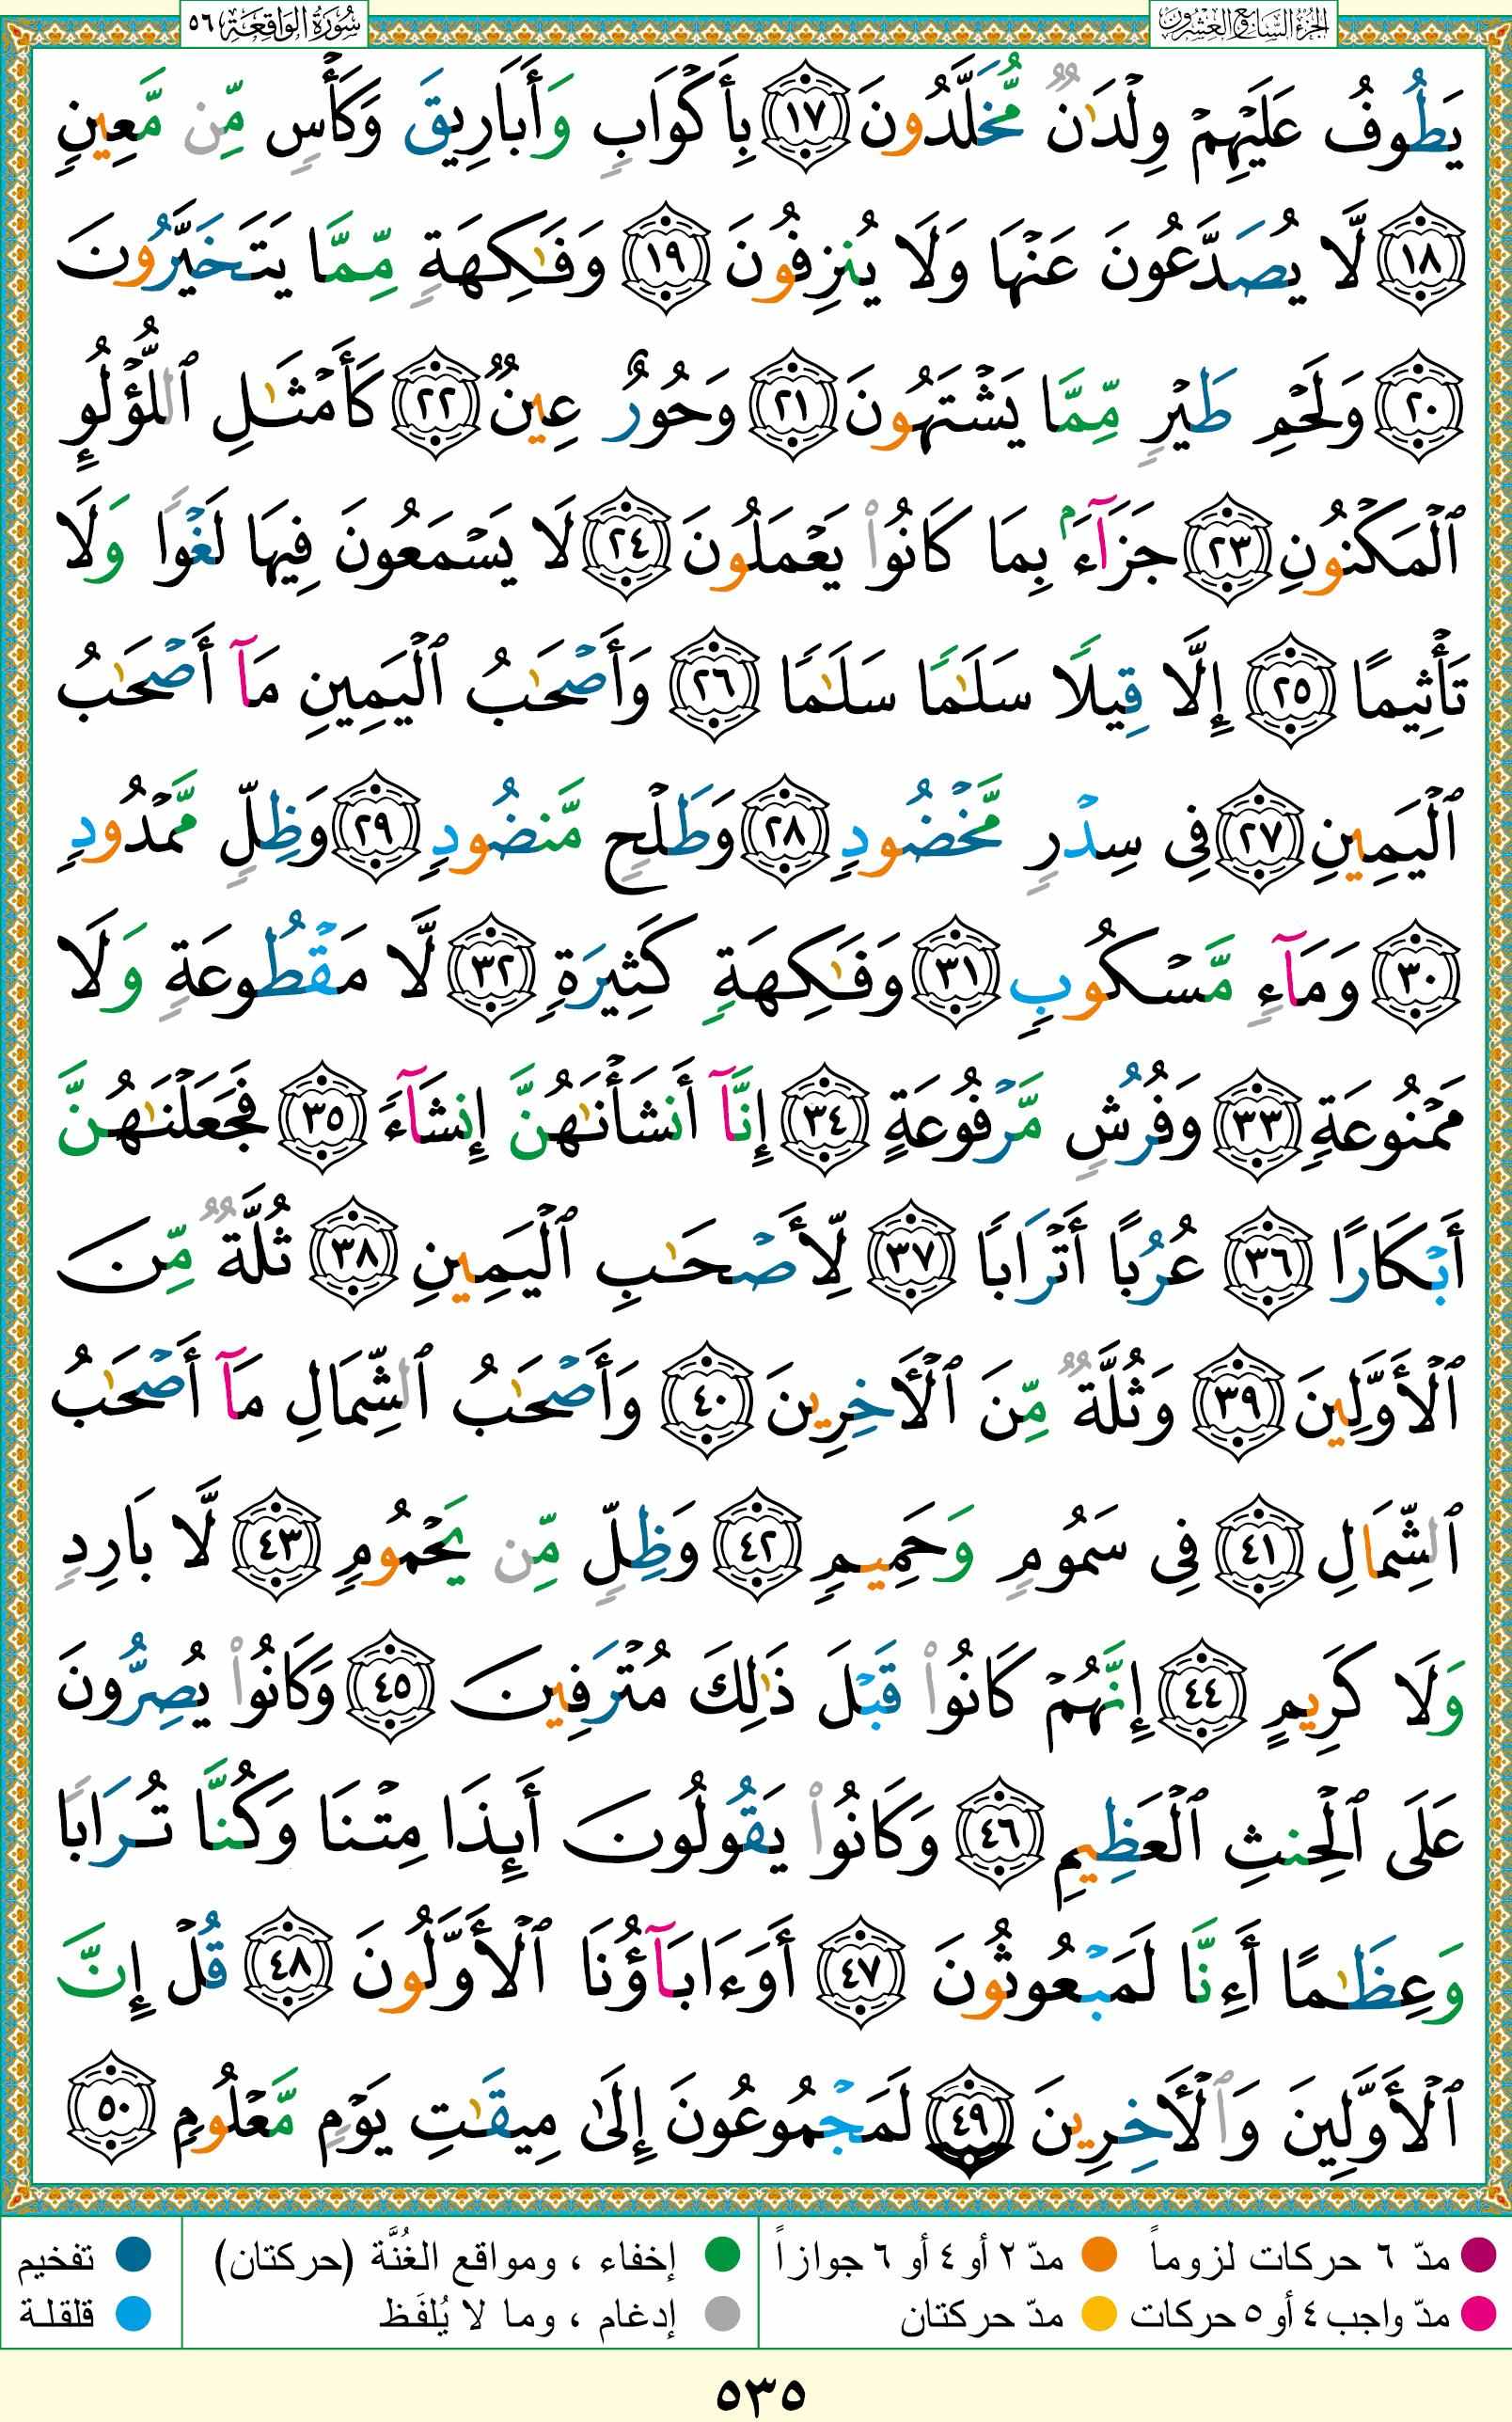 الجزء السابع والعشرون
سورة الواقعة ٥٦
يَطُوفُ عَلَيْهِمْ وِلْدَٰنٌ مُّخَلَّدُونَ ١٧ بِأَكْوَابٍ وَأَبَارِيقَ وَكَأْسٍ مِّن مَّعِينٍ
١٨ لَّا يُصَدَّعُونَ عَنْهَا وَلَا يُنزِفُونَ ١٩ وَفَٰكِهَةٍ مِّمَّا يَتَخَيَّرُونَ
٢٠ وَلَحْمِ طَيْرٍ مِّمَّا يَشْتَهُونَ ٢١ وَحُورٌ عِينٌ ٢٢ كَأَمْثَٰلِ ٱللُّؤْلُؤِ
ٱلْمَكْنُونِ ٢٣ جَزَآءًۢ بِمَا كَانُوا۟ يَعْمَلُونَ ٢٤ لَا يَسْمَعُونَ فِيهَا لَغْوًا وَلَا
تَأْثِيمًا ٢٥ إِلَّا قِيلًا سَلَٰمًا سَلَٰمًا ٢٦ وَأَصْحَٰبُ ٱلْيَمِينِ مَآ أَصْحَٰبُ
ٱلْيَمِينِ ٢٧ فِى سِدْرٍ مَّخْضُودٍ ٢٨ وَطَلْحٍ مَّنضُودٍ ٢٩ وَظِلٍّ مَّمْدُودٍ
٣٠ وَمَآءٍ مَّسْكُوبٍ ٣١ وَفَٰكِهَةٍ كَثِيرَةٍ ٣٢ لَّا مَقْطُوعَةٍ وَلَا
مَمْنُوعَةٍ ٣٣ وَفُرُشٍ مَّرْفُوعَةٍ ٣٤ إِنَّآ أَنشَأْنَٰهُنَّ إِنشَآءً ٣٥ فَجَعَلْنَٰهُنَّ
أَبْكَارًا ٣٦ عُرُبًا أَتْرَابًا ٣٧ لِّأَصْحَٰبِ ٱلْيَمِينِ ٣٨ ثُلَّةٌ مِّنَ
ٱلْأَوَّلِينَ ٣٩ وَثُلَّةٌ مِّنَ ٱلْأَخِرِينَ ٤٠ وَأَصْحَٰبُ ٱلشِّمَالِ مَآ أَصْحَٰبُ
ٱلشِّمَالِ ٤١ فِى سَمُومٍ وَحَمِيمٍ ٤٢ وَظِلٍّ مِّن يَحْمُومٍ ٤٣ لَّا بَارِدٍ
وَلَا كَرِيمٍ ٤٤ إِنَّهُمْ كَانُوا۟ قَبْلَ ذَٰلِكَ مُتْرَفِينَ ٤٥ وَكَانُوا۟ يُصِرُّونَ
عَلَى ٱلْحِنثِ ٱلْعَظِيمِ ٤٦ وَكَانُوا۟ يَقُولُونَ أَئِذَا مِتْنَا وَكُنَّا تُرَابًا
وَعِظَٰمًا أَءِنَّا لَمَبْعُوثُونَ ٤٧ أَوَءَابَآؤُنَا ٱلْأَوَّلُونَ ٤٨ قُلْ إِنَّ
ٱلْأَوَّلِينَ وَٱلْأَخِرِينَ ٤٩ لَمَجْمُوعُونَ إِلَىٰ مِيقَٰتِ يَوْمٍ مَّعْلُومٍ ٥٠
مدّ ٦ حركات لزوماً مدّ ٢ أو ٤ أو ٦ جوازاً إخفاء ، ومواقع الغُنَّة (حركتان) تفخيم
مدّ واجب ٤ أو ٥ حركات مدّ حركتان إدغام ، وما لا يُلفَظ قلقلة
٥٣٥